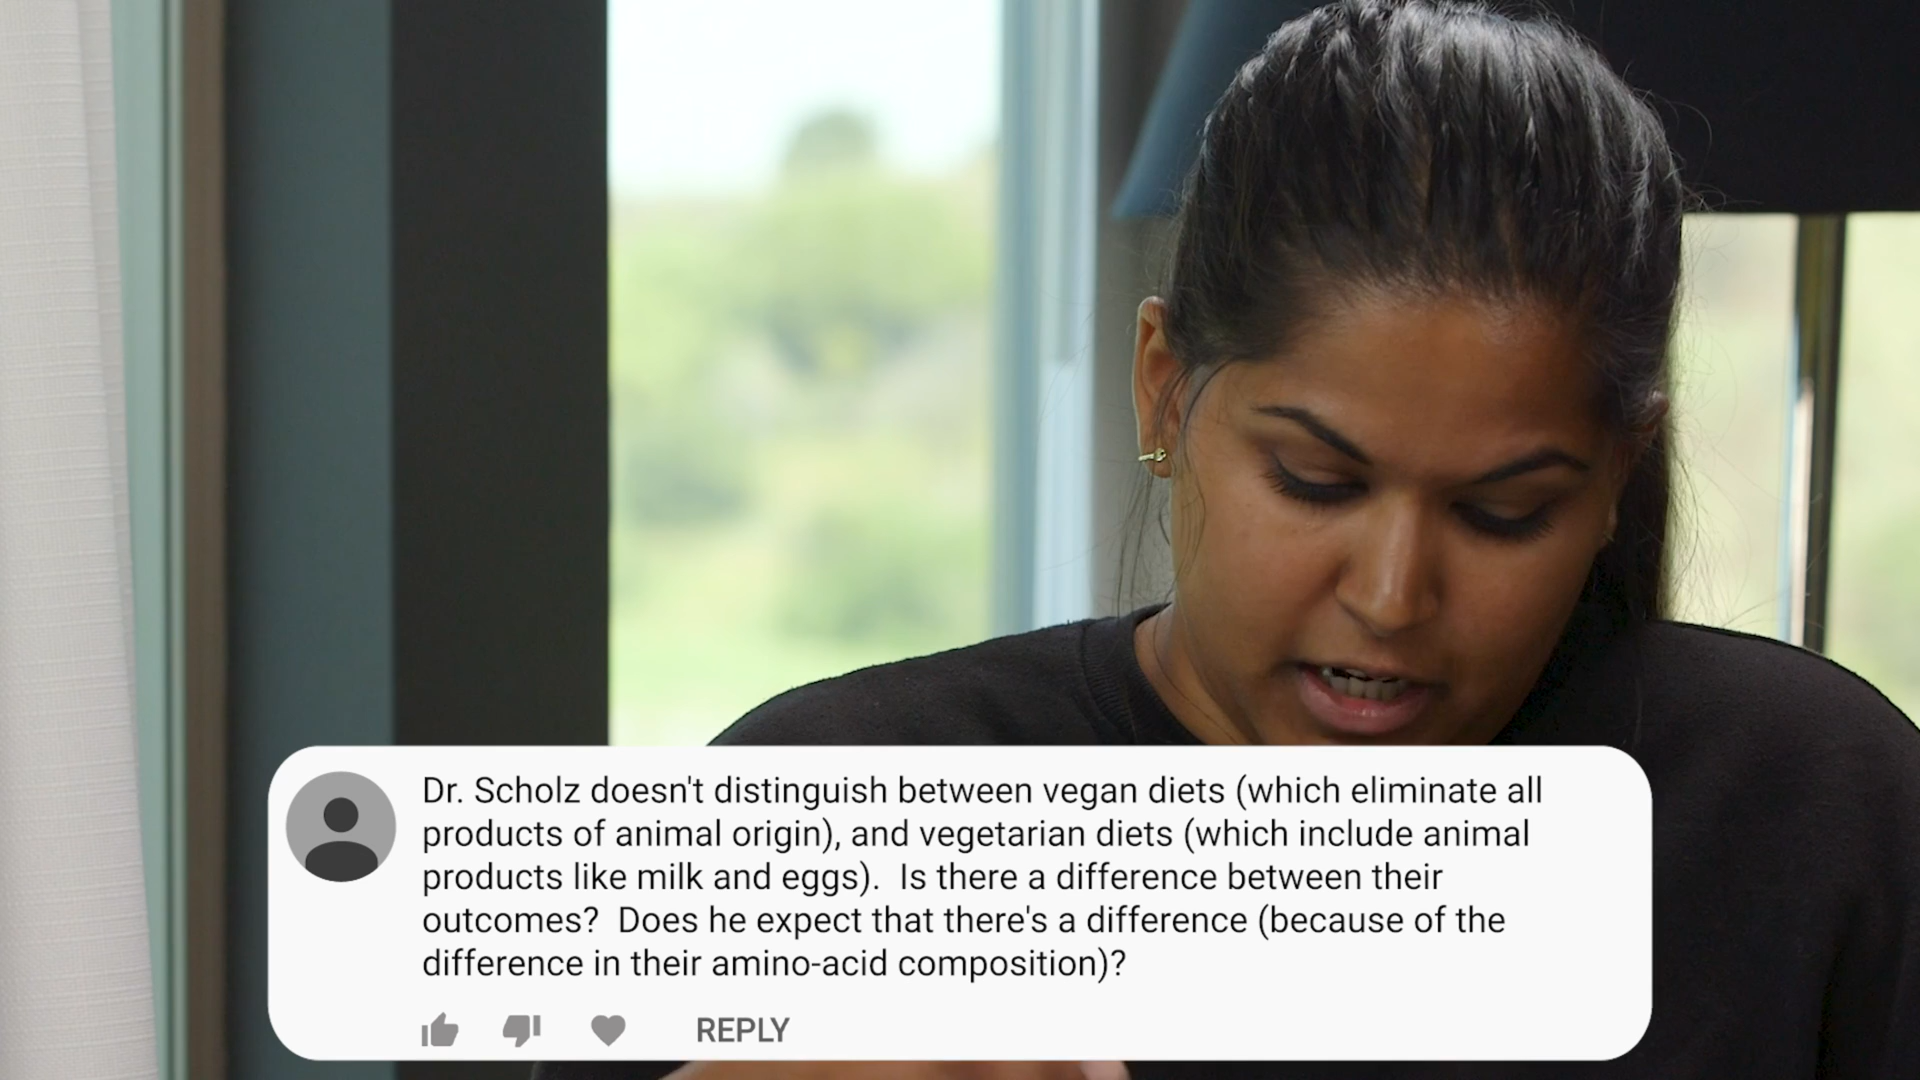 Dr. Scholz doesn't distinguish between vegan diets (which eliminate all
products of animal origin), and vegetarian diets (which include animal
products like milk and eggs).  Is there a difference between their
outcomes?  Does he expect that there's a difference (because of the
difference in their amino-acid composition)?
REPLY